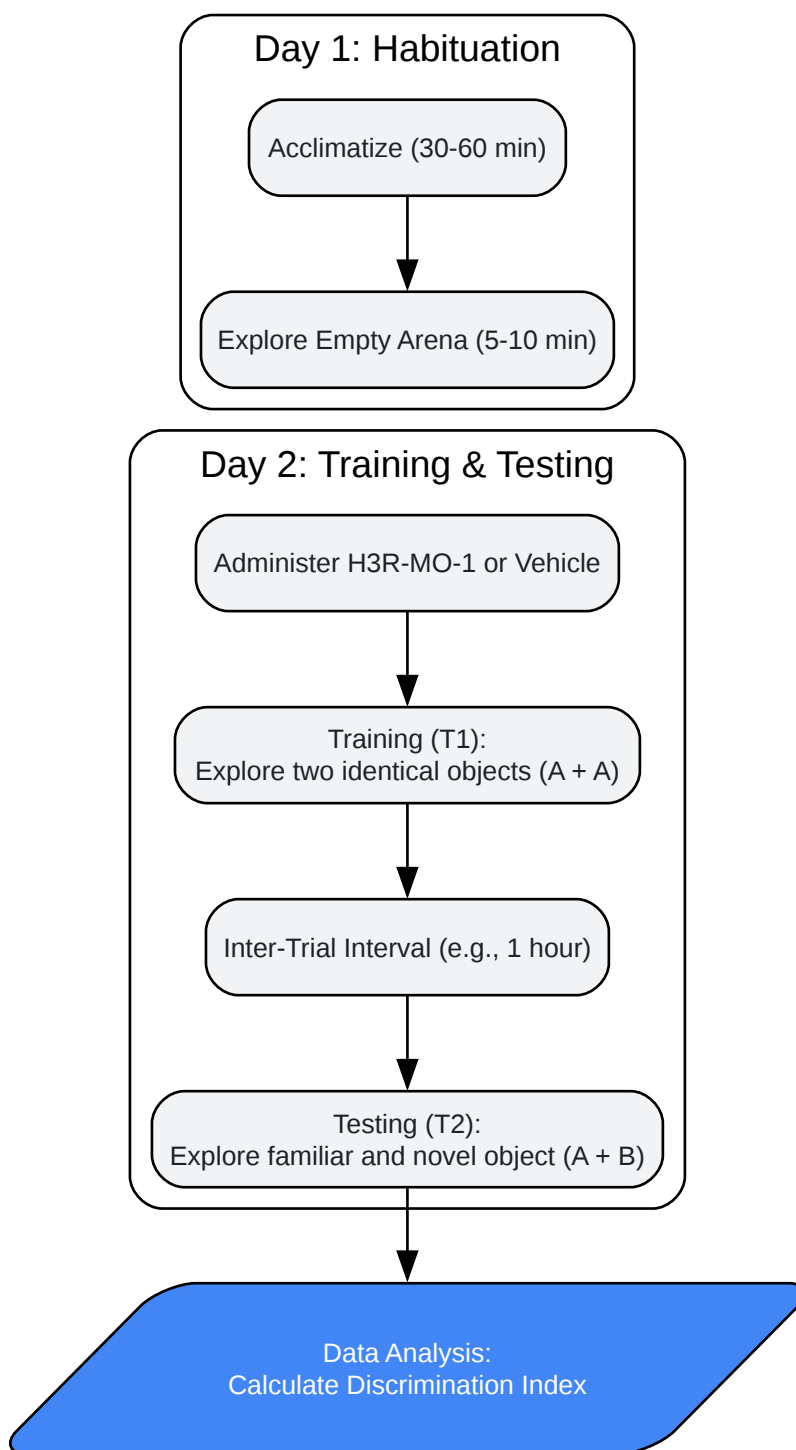 Day 1: Habituation
Acclimatize (30-60 min)
Explore Empty Arena (5-10 min)
Day 2: Training & Testing
Administer H3R-MO-1 or Vehicle
Training (T1):
Explore two identical objects (A + A)
Inter-Trial Interval (e.g., 1 hour)
Testing (T2):
Explore familiar and novel object (A + B)
Data Analysis:
Calculate Discrimination Index